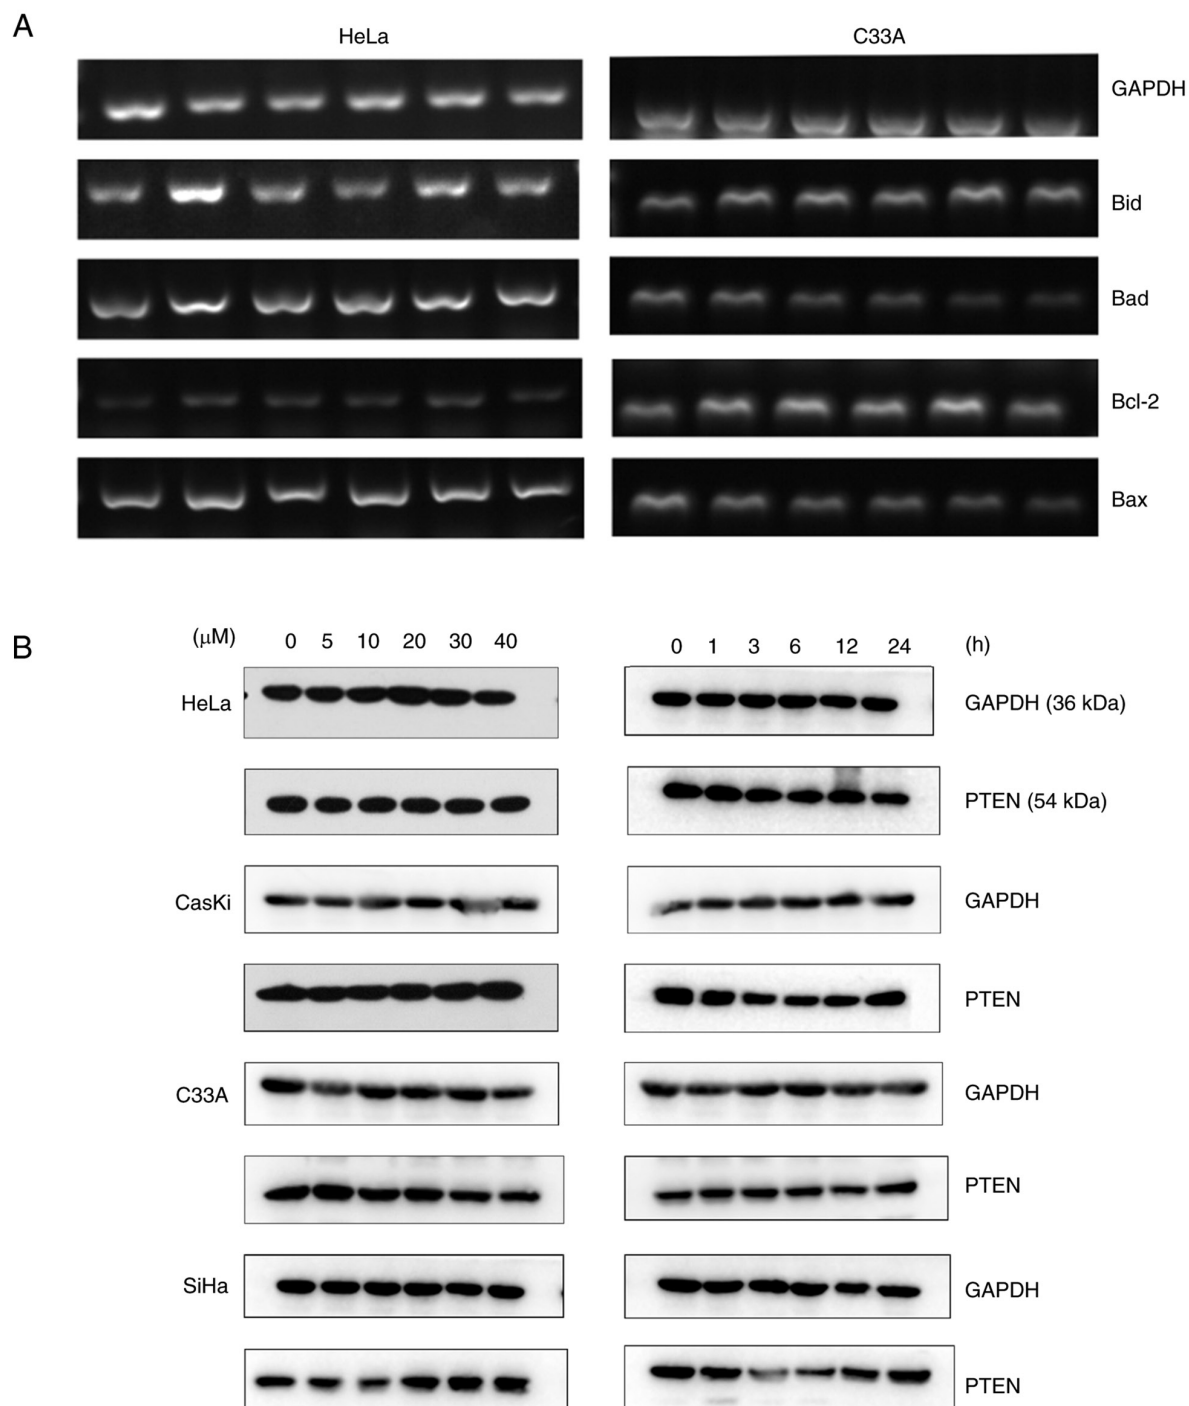 A
HeLa C33A
GAPDH
Bid
Bad
Bcl-2
Bax
B
(μM) 0 5 10 20 30 40 0 1 3 6 12 24 (h)
HeLa GAPDH (36 kDa)
PTEN (54 kDa)
CasKi GAPDH
PTEN
C33A GAPDH
PTEN
SiHa GAPDH
PTEN